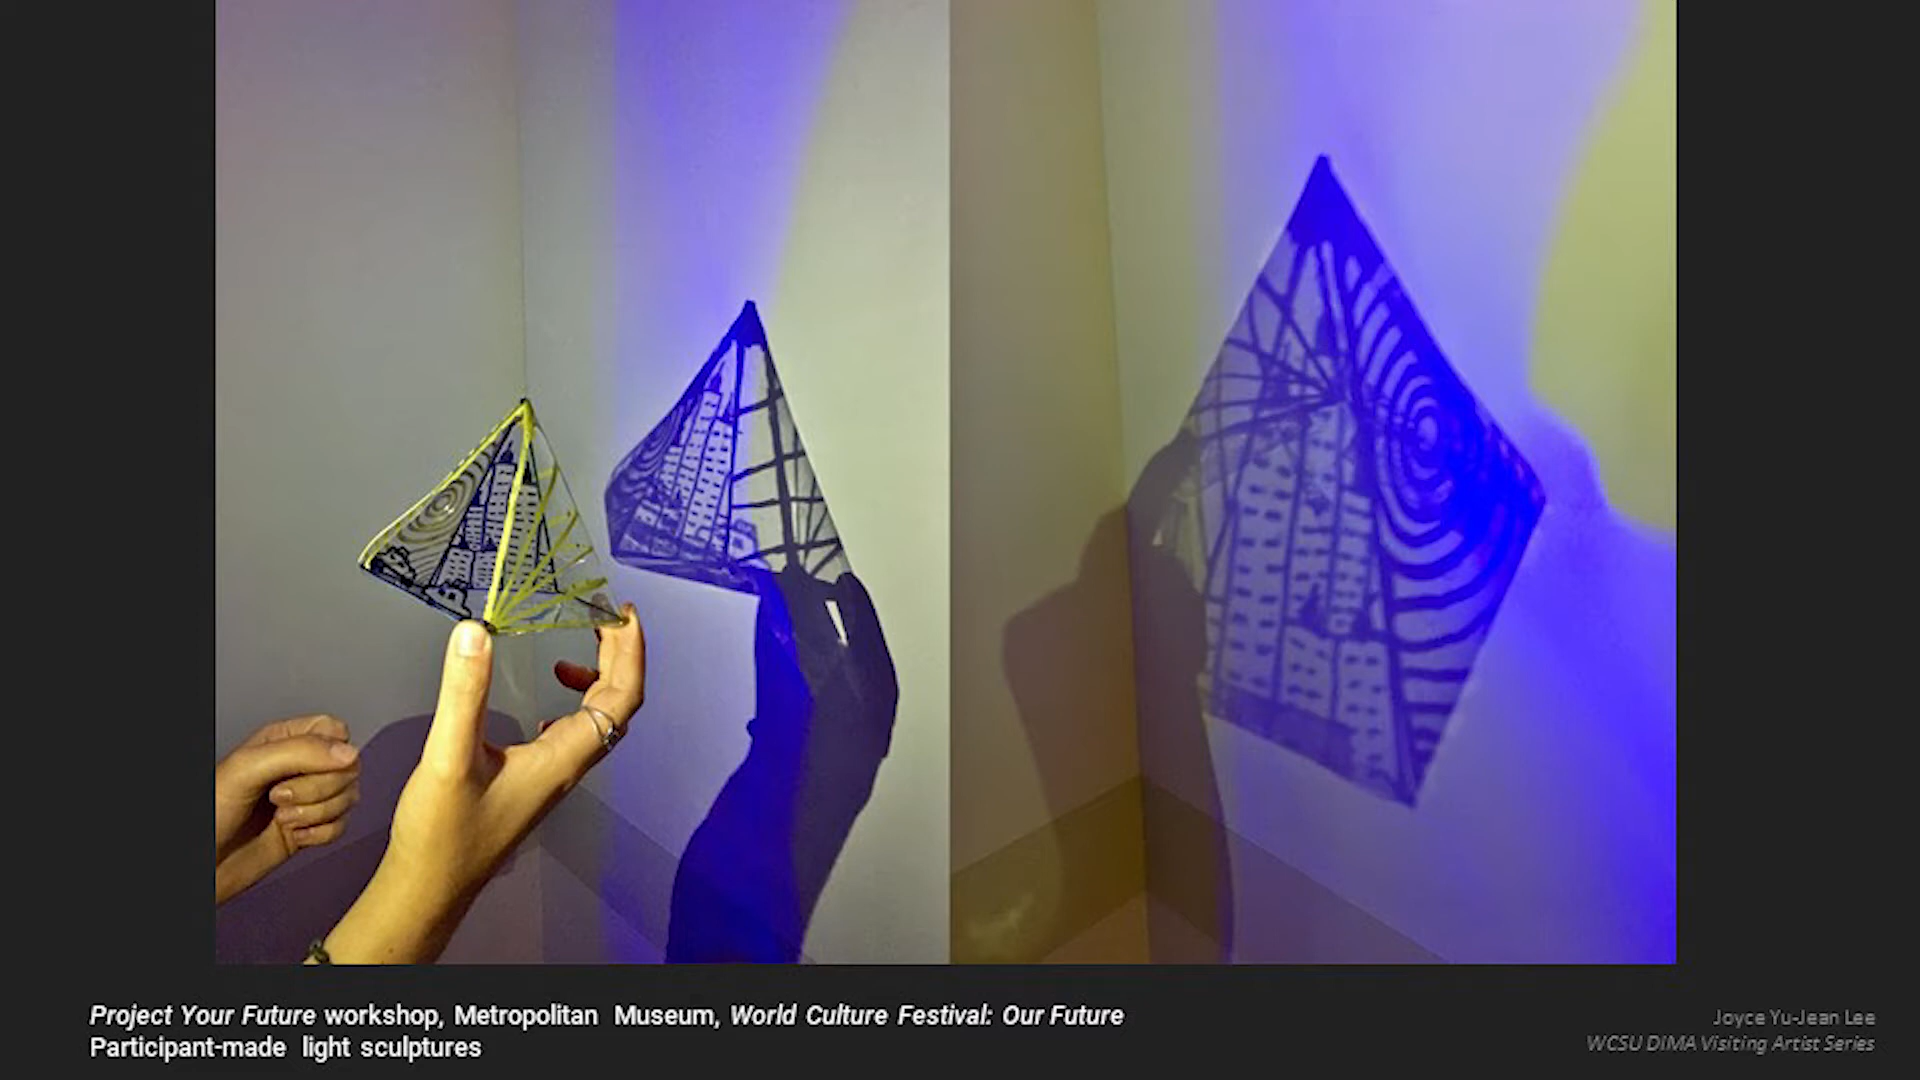 Project Your Future workshop, Metropolitan Museum, World Culture Festival: Our Future
Participant-made light sculptures
Joyce Yu-Jean Lee
WCSU DIMA Visiting Artist Series